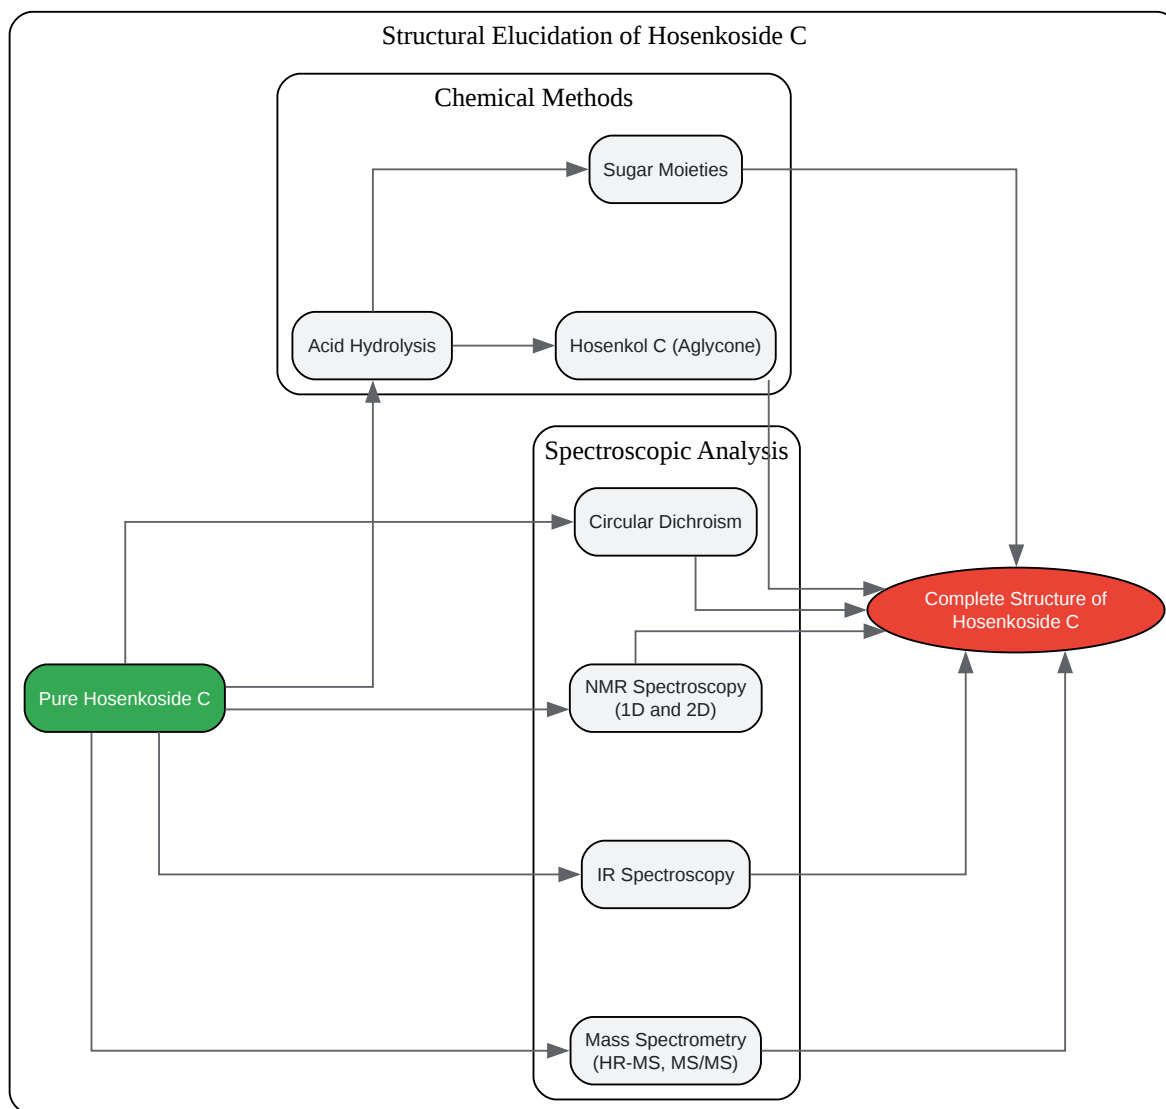 Structural Elucidation of Hosenkoside C
Chemical Methods
Sugar Moieties
Acid Hydrolysis
Hosenkol C (Aglycone)
Spectroscopic Analysis
Circular Dichroism
Complete Structure of
Hosenkoside C
Pure Hosenkoside C
NMR Spectroscopy
(1D and 2D)
IR Spectroscopy
Mass Spectrometry
(HR-MS, MS/MS)